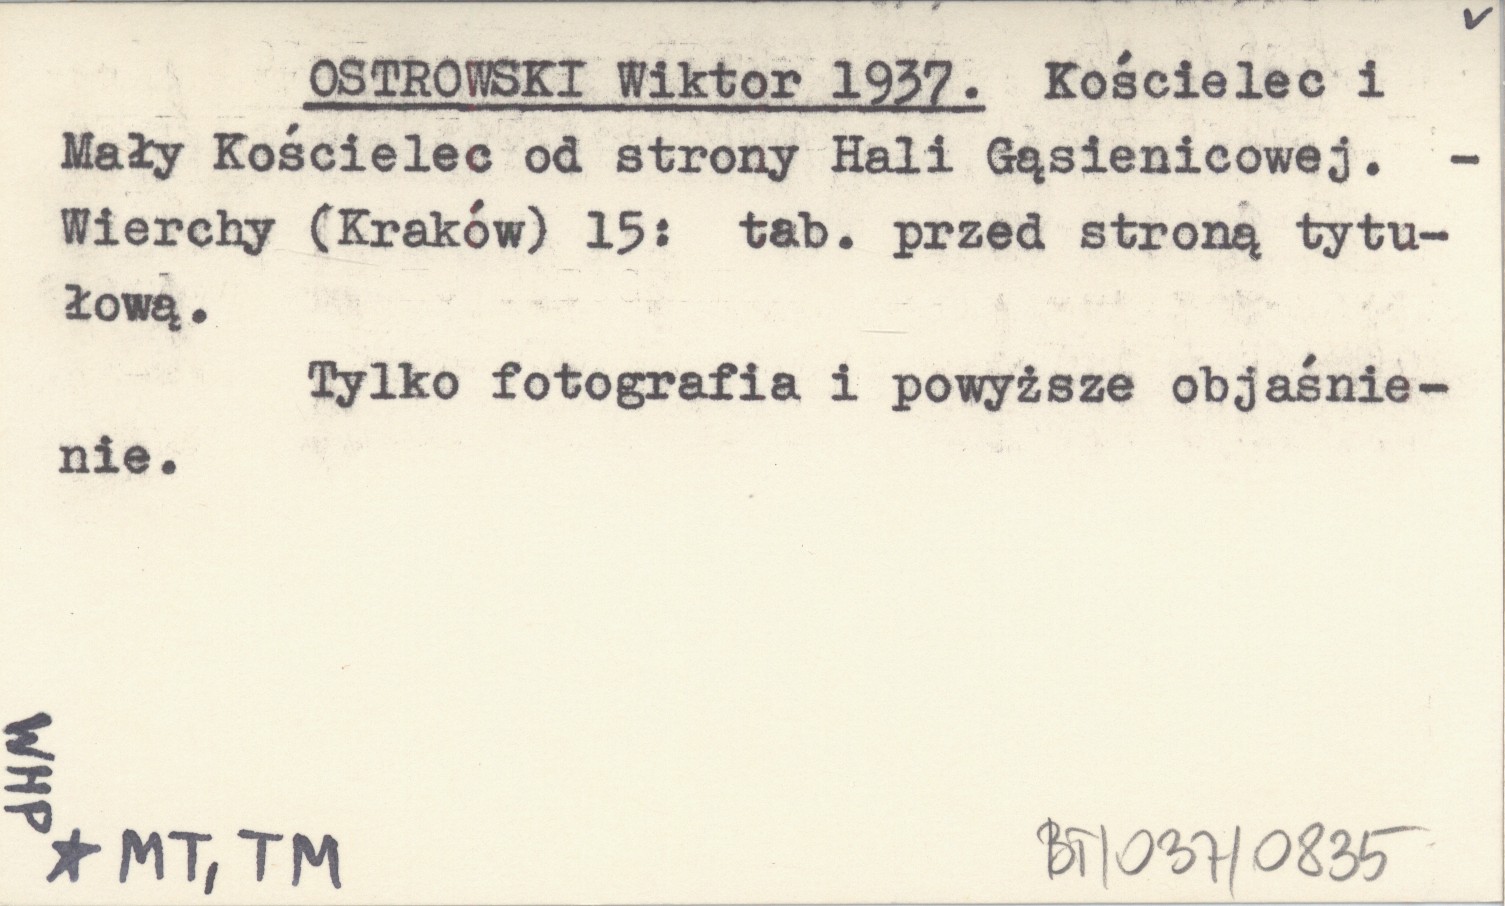 OSTROWSKI Wiktor 1937. Kościelec i
Mały Kościelec od strony Hali Gąsienicowej. -
Wierchy (Kraków) 15: tab. przed stroną tytu-
łową.
Tylko fotografia i powyższe objaśnie-
nie.
WHP
★ MT, TM
BT/037/0835